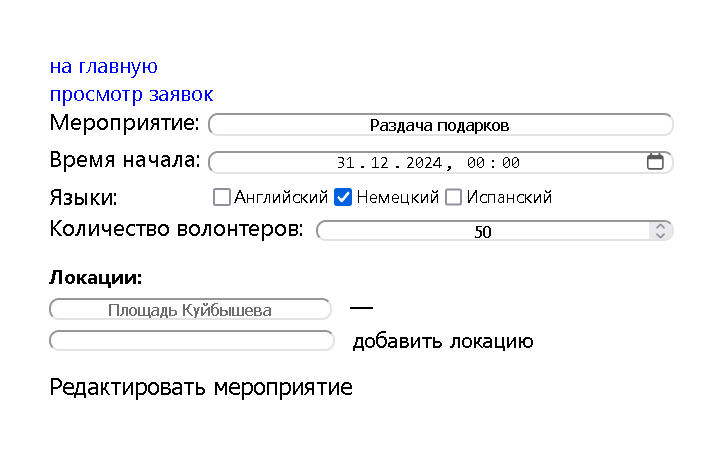 на главную
просмотр заявок
Мероприятие: Раздача подарков
Время начала: 31.12.2024, 00:00
Языки: Английский Немецкий Испанский
Количество волонтеров: 50
Локации:
Площадь Куйбышева —
добавить локацию
Редактировать мероприятие